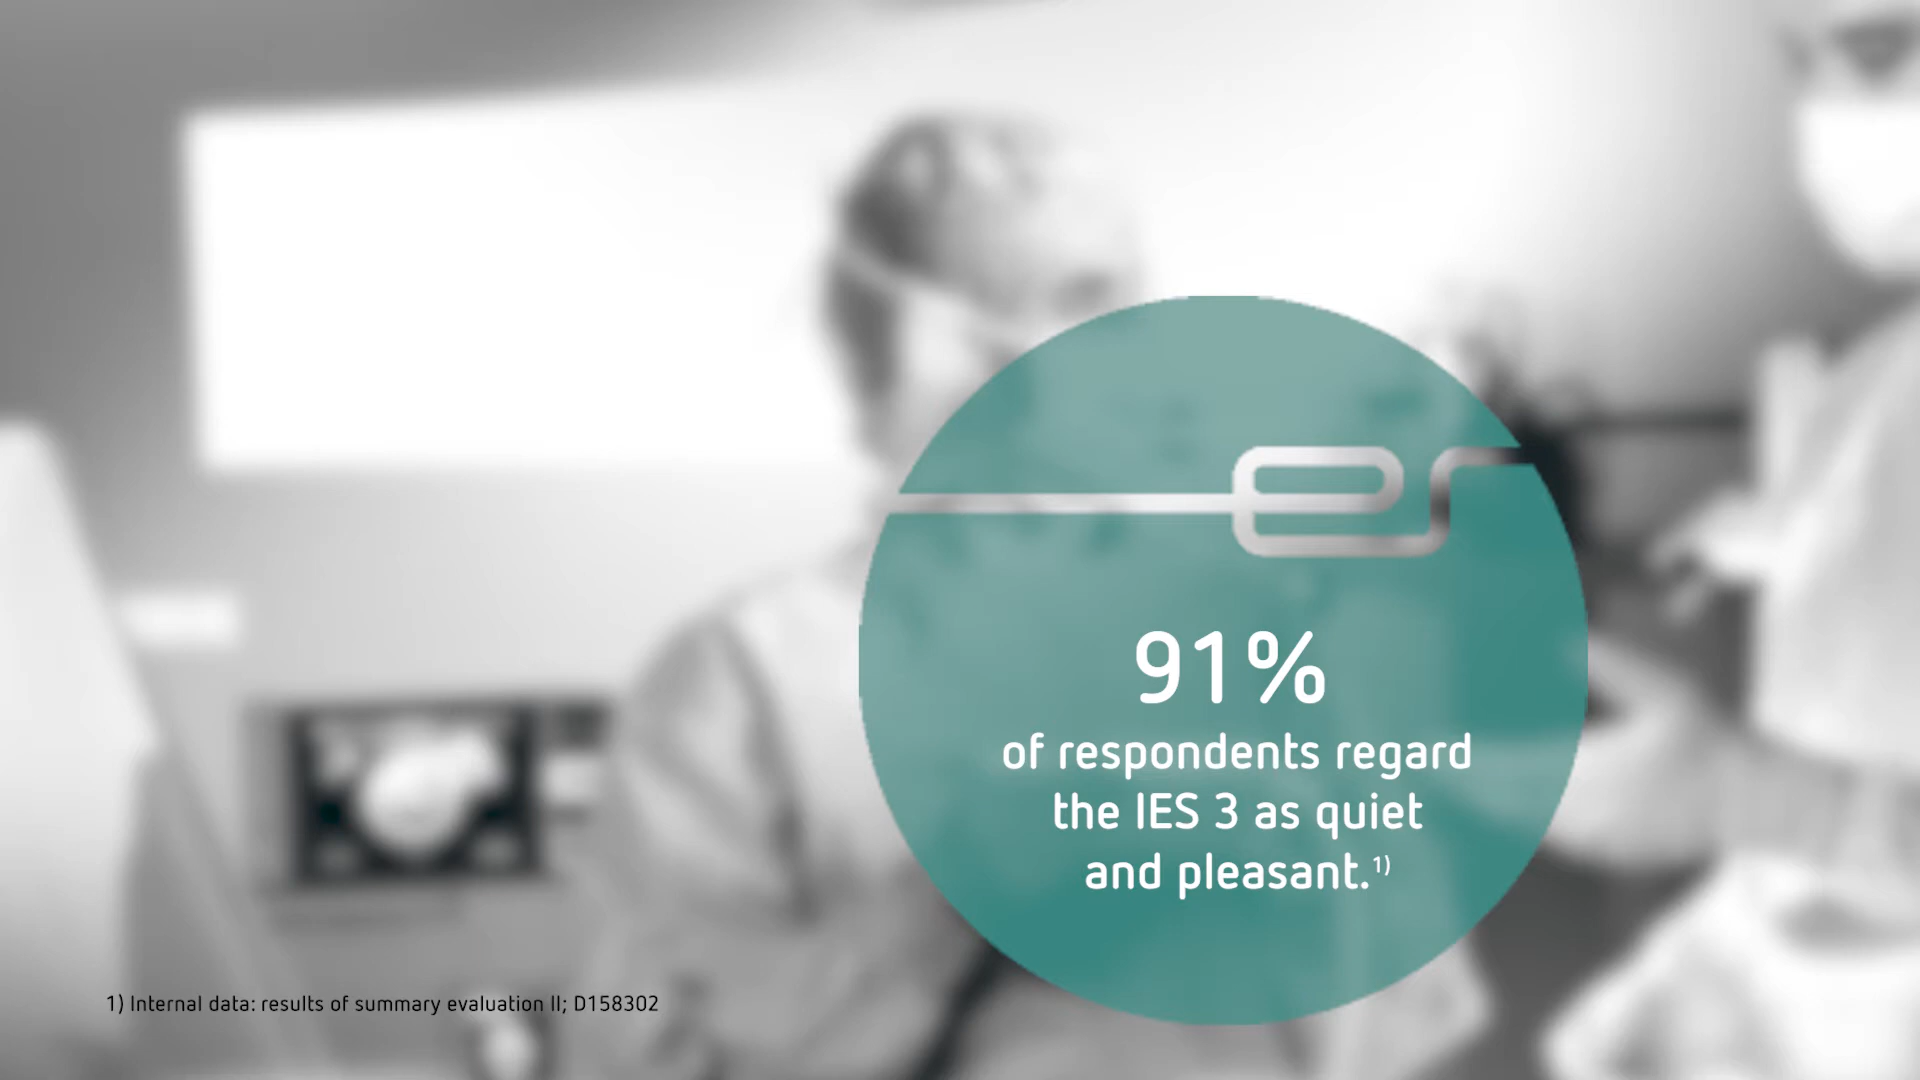 91%
of respondents regard
the IES 3 as quiet
and pleasant.1)
1) Internal data: results of summary evaluation II; D158302